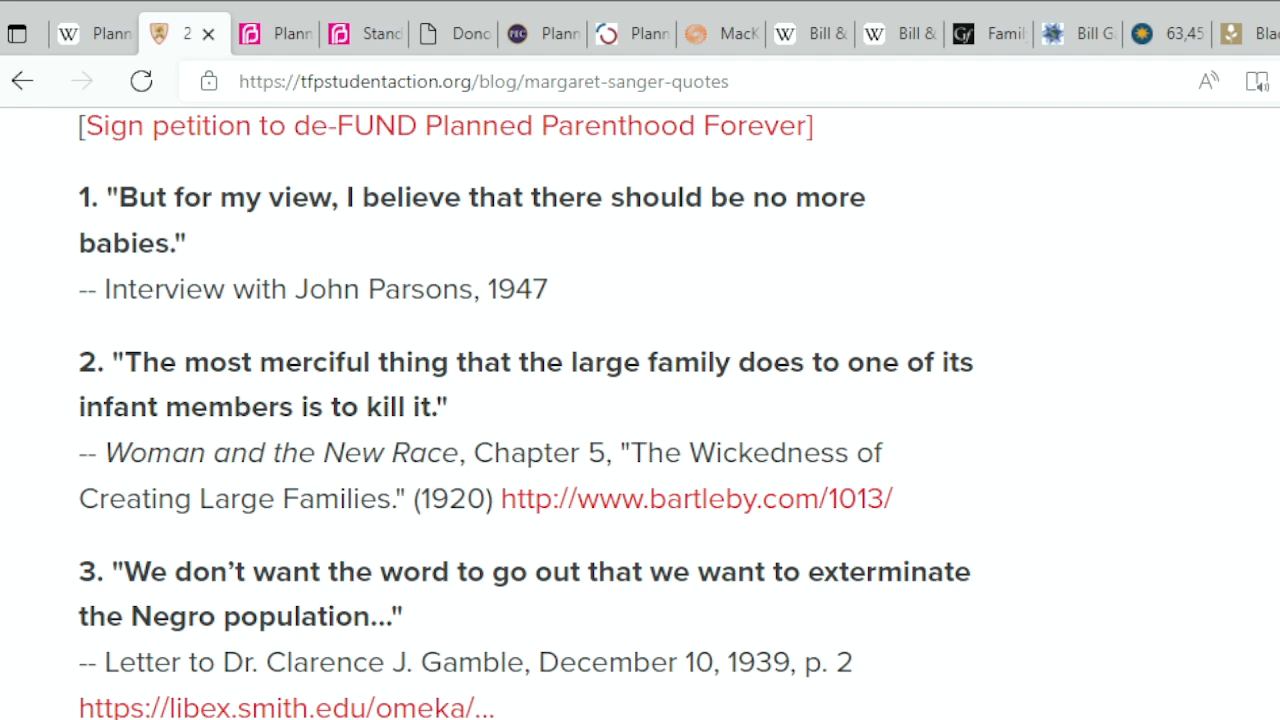 Plann 2 Plann Stand Dono Plann Plann MacK Bill & Bill & Gf Famil Bill G 63,45 Blac
https://tfpstudentaction.org/blog/margaret-sanger-quotes
[Sign petition to de-FUND Planned Parenthood Forever]
1. "But for my view, I believe that there should be no more
babies."
-- Interview with John Parsons, 1947
2. "The most merciful thing that the large family does to one of its
infant members is to kill it."
-- Woman and the New Race, Chapter 5, "The Wickedness of
Creating Large Families." (1920) http://www.bartleby.com/1013/
3. "We don’t want the word to go out that we want to exterminate
the Negro population..."
-- Letter to Dr. Clarence J. Gamble, December 10, 1939, p. 2
https://libex.smith.edu/omeka/...